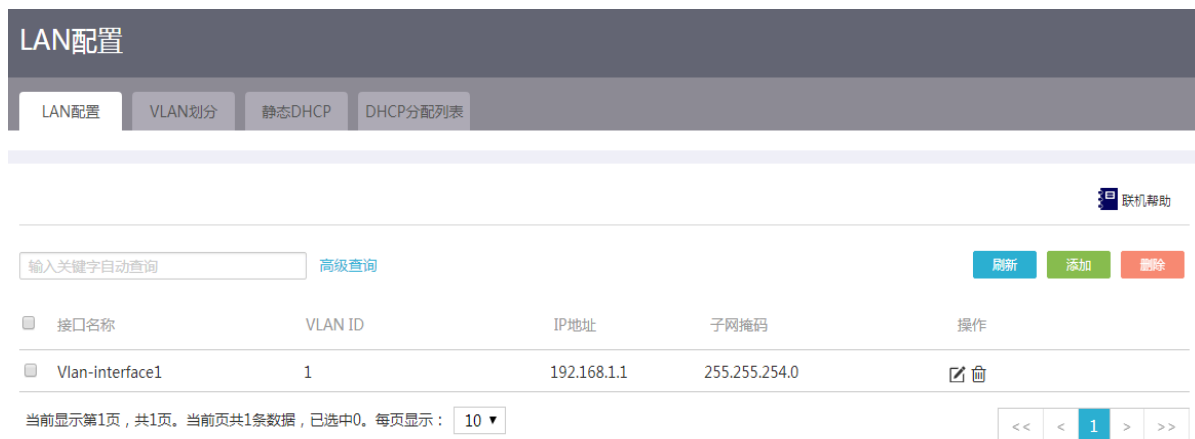 LAN配置
LAN配置 VLAN划分 静态DHCP DHCP分配列表
联机帮助
输入关键字自动查询 高级查询 刷新 添加 删除
接口名称 VLAN ID IP地址 子网掩码 操作
Vlan-interface1 1 192.168.1.1 255.255.254.0
当前显示第1页，共1页。当前页共1条数据，已选中0。每页显示： 10 ▼
<< < 1 > >>